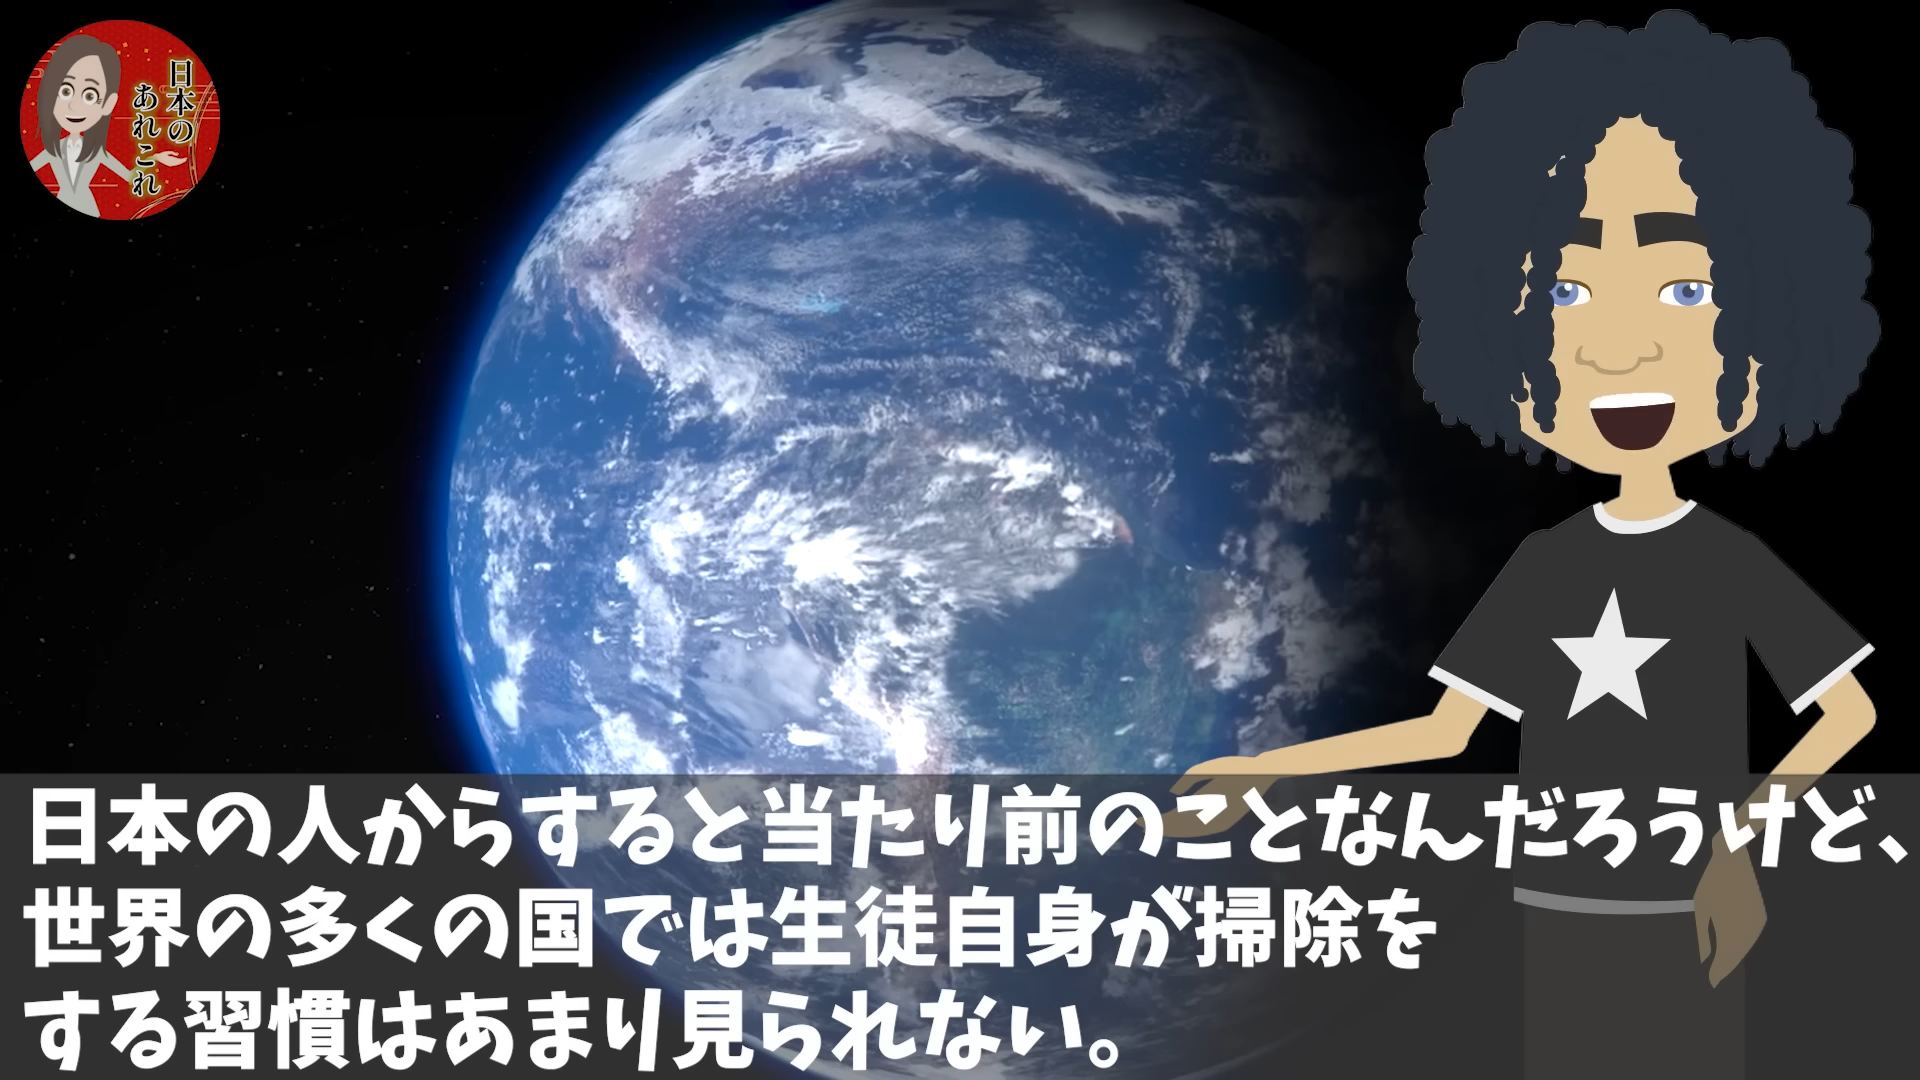 日本の
あれこれ
日本の人からすると当たり前のことなんだろうけど、
世界の多くの国では生徒自身が掃除を
する習慣はあまり見られない。